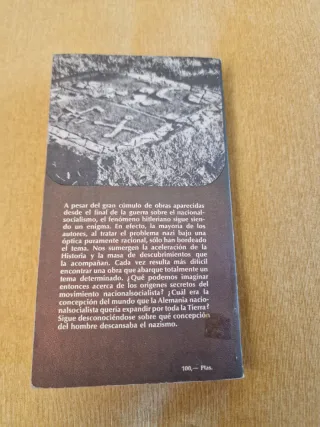 A pesar del gran cúmulo de obras aparecidas
desde el final de la guerra sobre el nacional-
socialismo, el fenómeno hitleriano sigue sien-
do un enigma. En efecto, la mayoría de los
autores, al tratar el problema nazi bajo una
óptica puramente racional, sólo han bordeado
el tema. Nos sumergen la aceleración de la
Historia y la masa de descubrimientos que
la acompañan. Cada vez resulta más difícil
encontrar una obra que abarque totalmente un
tema determinado. ¿Qué podemos imaginar
entonces acerca de los orígenes secretos del
movimiento nacionalsocialista? ¿Cuál era la
concepción del mundo que la Alemania nacio-
nalsocialista quería expandir por toda la Tierra?
Sigue desconociéndose sobre qué concepción
del hombre descansaba el nazismo.
100,— Ptas.